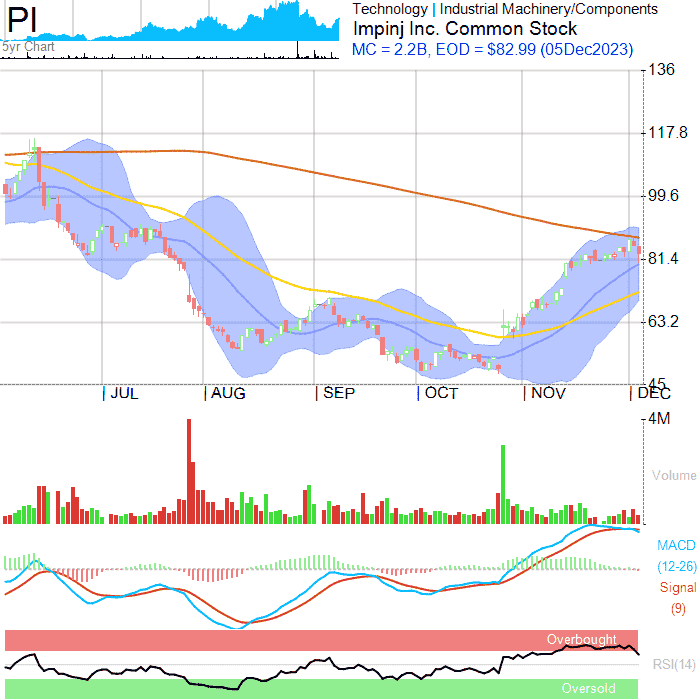 PI
5yr Chart
Technology | Industrial Machinery/Components
Impinj Inc. Common Stock
MC = 2.2B, EOD = $82.99 (05Dec2023)
136
117.8
99.6
81.4
63.2
45
JUL AUG SEP OCT NOV DEC
4M
Volume
MACD
(12-26)
Signal
(9)
Overbought
RSI(14)
Oversold